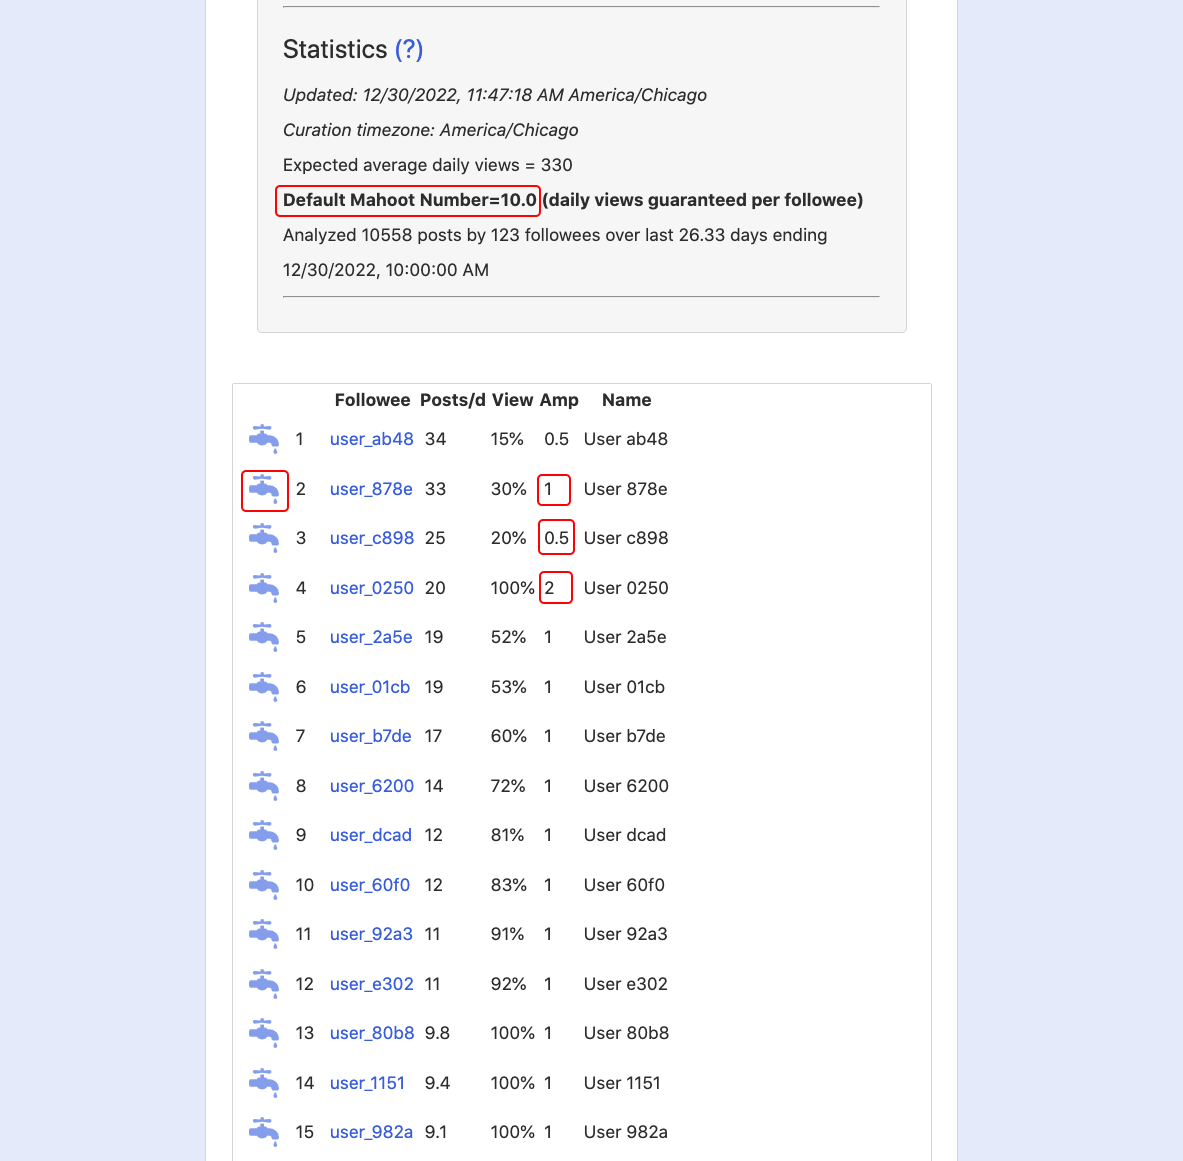 Statistics (?)
Updated: 12/30/2022, 11:47:18 AM America/Chicago
Curation timezone: America/Chicago
Expected average daily views = 330
Default Mahoot Number=10.0 (daily views guaranteed per followee)
Analyzed 10558 posts by 123 followees over last 26.33 days ending
12/30/2022, 10:00:00 AM
Followee Posts/d View Amp Name
1 user_ab48 34 15% 0.5 User ab48
2 user_878e 33 30% 1 User 878e
3 user_c898 25 20% 0.5 User c898
4 user_0250 20 100% 2 User 0250
5 user_2a5e 19 52% 1 User 2a5e
6 user_01cb 19 53% 1 User 01cb
7 user_b7de 17 60% 1 User b7de
8 user_6200 14 72% 1 User 6200
9 user_dcad 12 81% 1 User dcad
10 user_60f0 12 83% 1 User 60f0
11 user_92a3 11 91% 1 User 92a3
12 user_e302 11 92% 1 User e302
13 user_80b8 9.8 100% 1 User 80b8
14 user_1151 9.4 100% 1 User 1151
15 user_982a 9.1 100% 1 User 982a